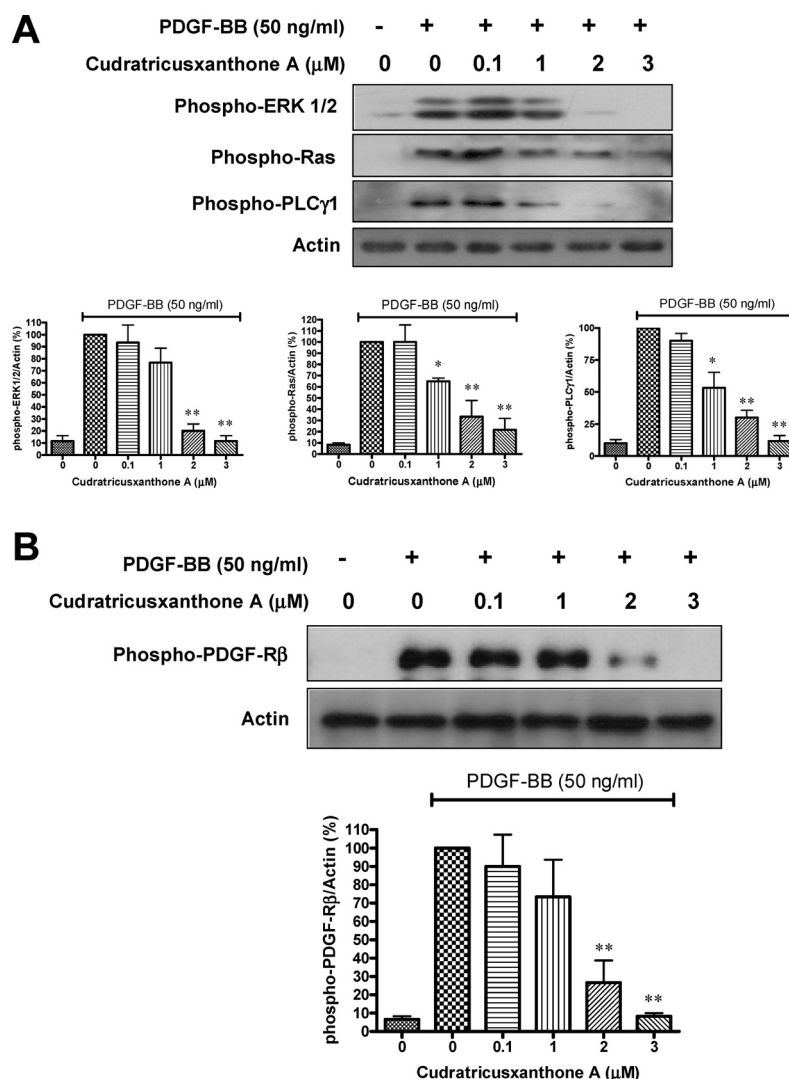 A
PDGF-BB (50 ng/ml) - + + + + +
Cudratricusxanthone A (μM) 0 0 0.1 1 2 3
Phospho-ERK 1/2
Phospho-Ras
Phospho-PLCγ1
Actin
PDGF-BB (50 ng/ml)
phospho-ERK1/2/Actin (%)
110
100
90
80
70
60
50
40
30
20
10
0
** **
0 0 0.1 1 2 3
Cudratricusxanthone A (μM)
PDGF-BB (50 ng/ml)
phospho-Ras/Actin (%)
120
110
100
90
80
70
60
50
40
30
20
10
0
* ** **
0 0 0.1 1 2 3
Cudratricusxanthone A (μM)
PDGF-BB (50 ng/ml)
phospho-PLCγ1/Actin (%)
100
75
50
25
0
* ** **
0 0 0.1 1 2 3
Cudratricusxanthone A (μM)
B
PDGF-BB (50 ng/ml) - + + + + +
Cudratricusxanthone A (μM) 0 0 0.1 1 2 3
Phospho-PDGF-Rβ
Actin
PDGF-BB (50 ng/ml)
phospho-PDGF-Rβ/Actin (%)
110
100
90
80
70
60
50
40
30
20
10
0
** **
0 0 0.1 1 2 3
Cudratricusxanthone A (μM)